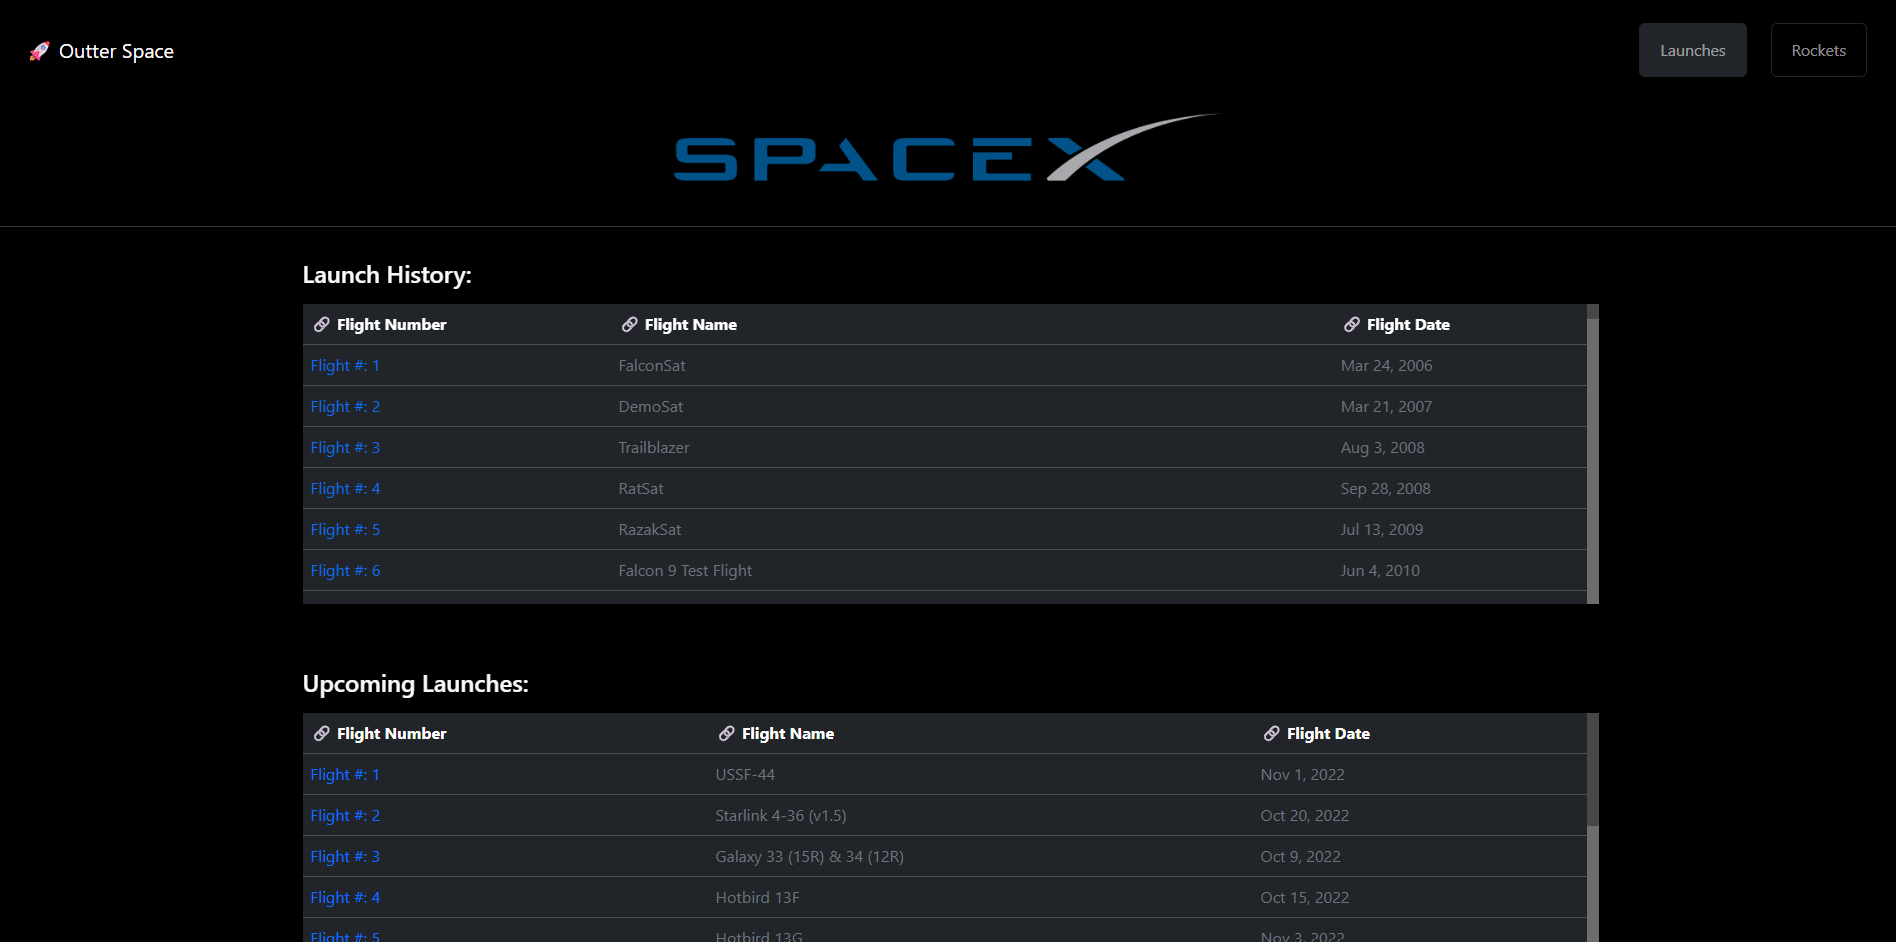 🚀 Outter Space
Launches
Rockets
SPACEX
Launch History:
Flight Number Flight Name Flight Date
Flight #: 1 FalconSat Mar 24, 2006
Flight #: 2 DemoSat Mar 21, 2007
Flight #: 3 Trailblazer Aug 3, 2008
Flight #: 4 RatSat Sep 28, 2008
Flight #: 5 RazakSat Jul 13, 2009
Flight #: 6 Falcon 9 Test Flight Jun 4, 2010
Upcoming Launches:
Flight Number Flight Name Flight Date
Flight #: 1 USSF-44 Nov 1, 2022
Flight #: 2 Starlink 4-36 (v1.5) Oct 20, 2022
Flight #: 3 Galaxy 33 (15R) & 34 (12R) Oct 9, 2022
Flight #: 4 Hotbird 13F Oct 15, 2022
Flight #: 5 Hotbird 13G Nov 3, 2022